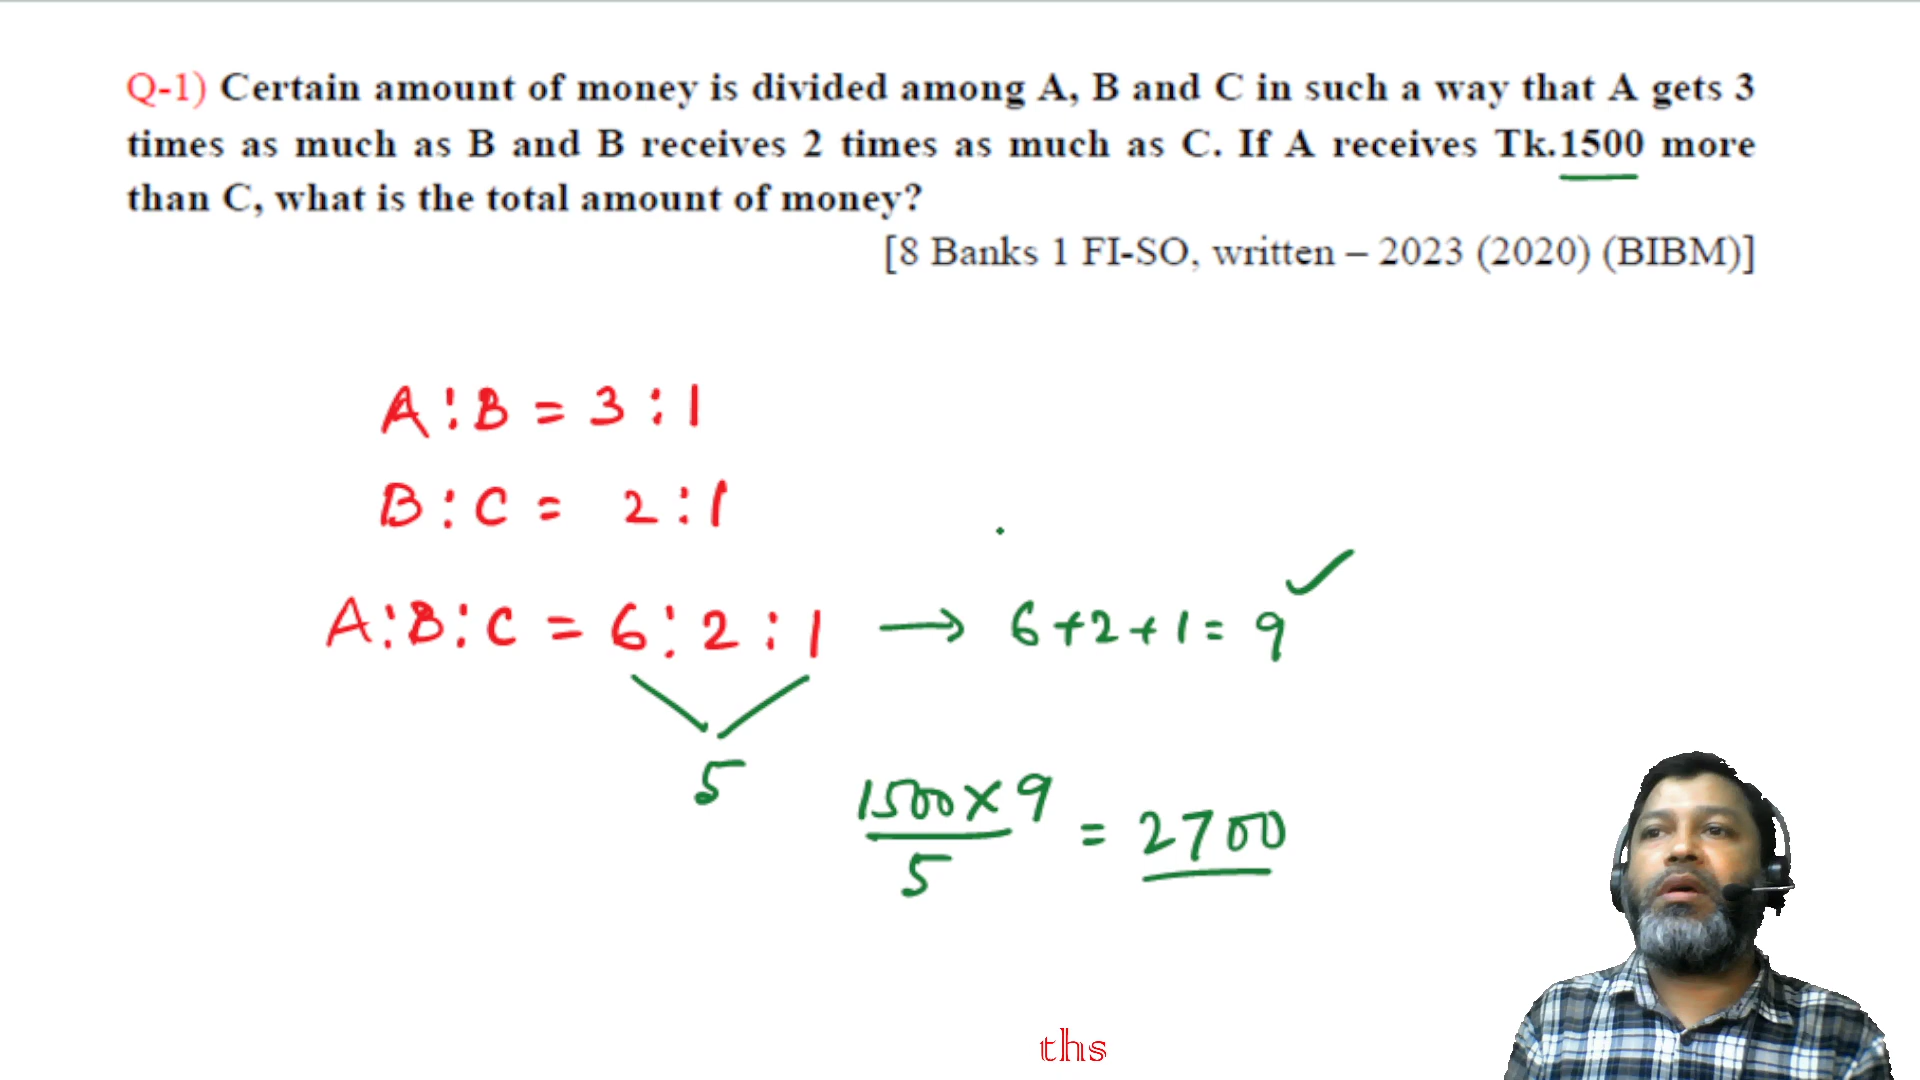 Q-1) Certain amount of money is divided among A, B and C in such a way that A gets 3
times as much as B and B receives 2 times as much as C. If A receives Tk.1500 more
than C, what is the total amount of money?
[8 Banks 1 FI-SO, written – 2023 (2020) (BIBM)]
A:B = 3:1
B:C = 2:1
A:B:C = 6:2:1 → 6+2+1= 9 ✓
5
1500×9
5
= 2700
ths